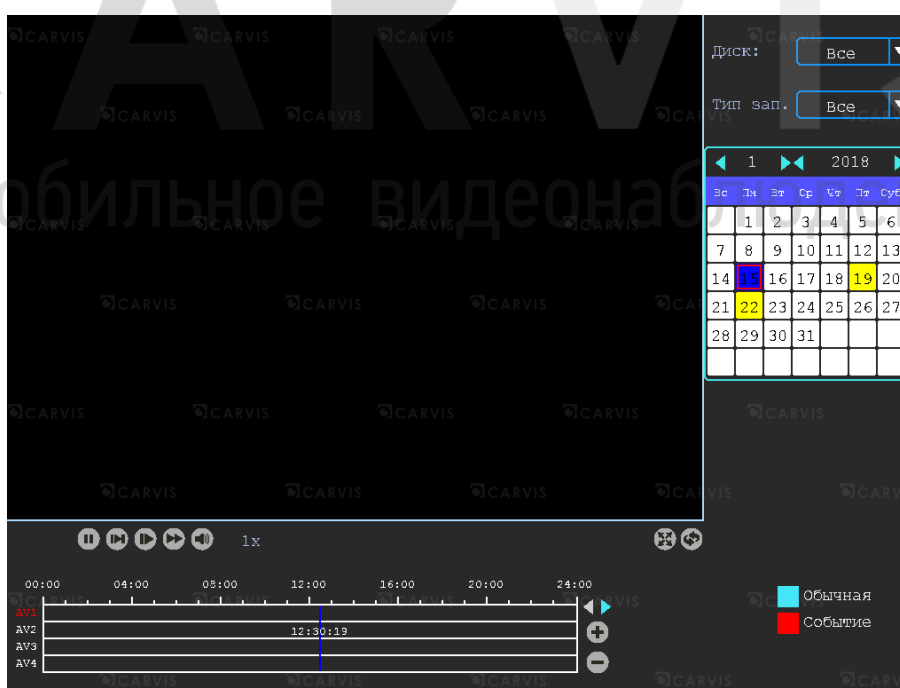 CARVIS
Диск: Все
Тип зап. Все
1 2018
Вс Пн Вт Ср Чт Пт Суб
1 2 3 4 5 6
7 8 9 10 11 12 13
14 15 16 17 18 19 20
21 22 23 24 25 26 27
28 29 30 31
1x
00:00 04:00 08:00 12:00 16:00 20:00 24:00
AV1
AV2 12:30:19
AV3
AV4
Обычная
Событие